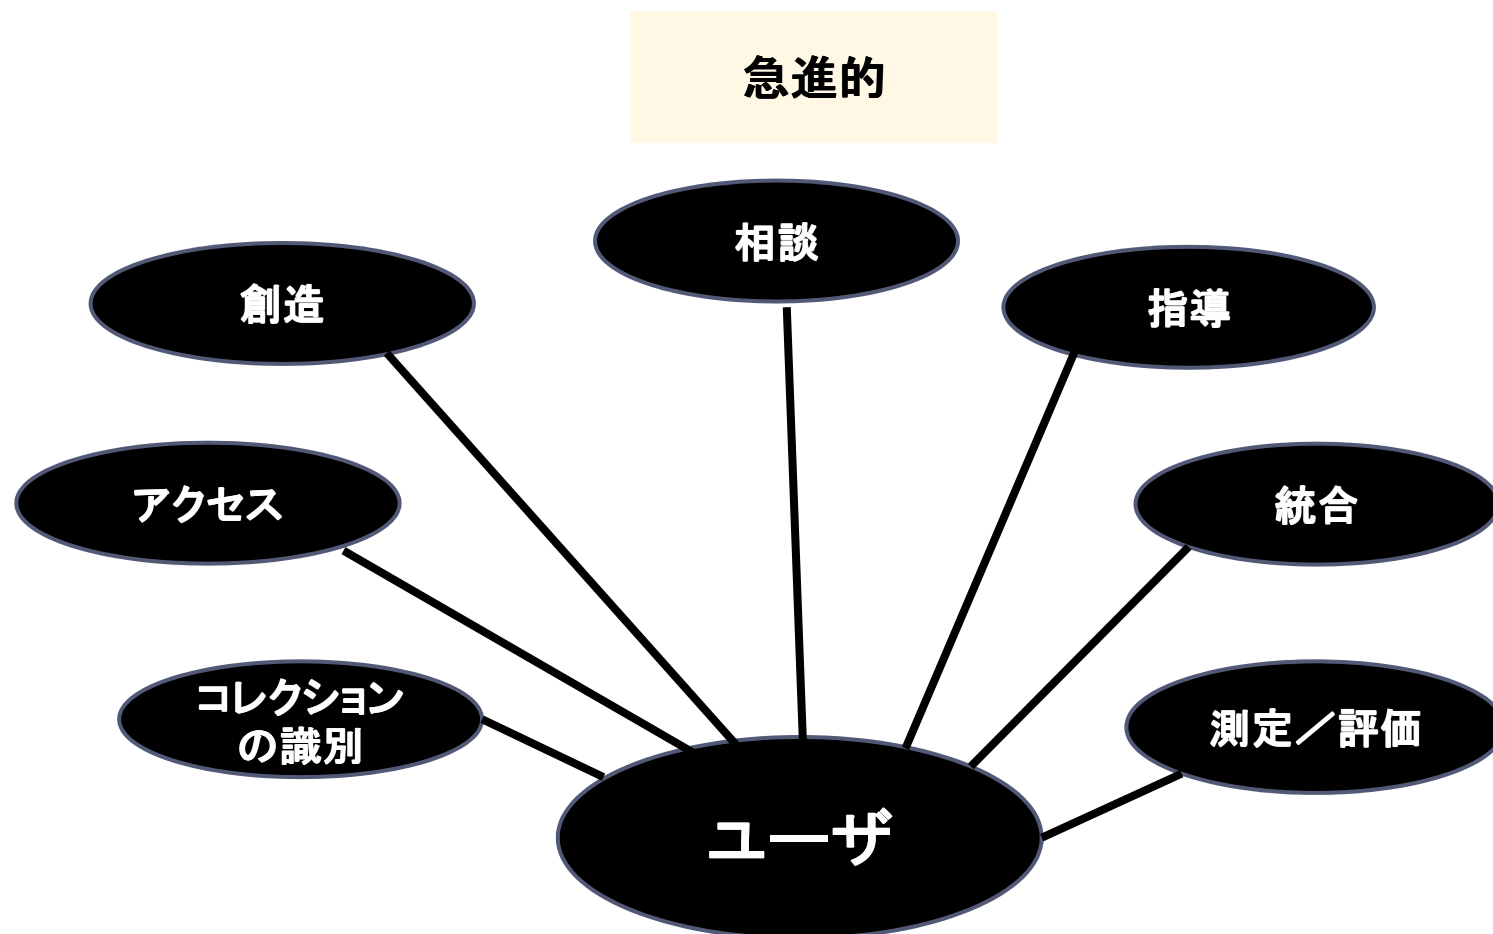 急進的
相談
創造
指導
アクセス
統合
コレクション
の識別
測定／評価
ユーザ